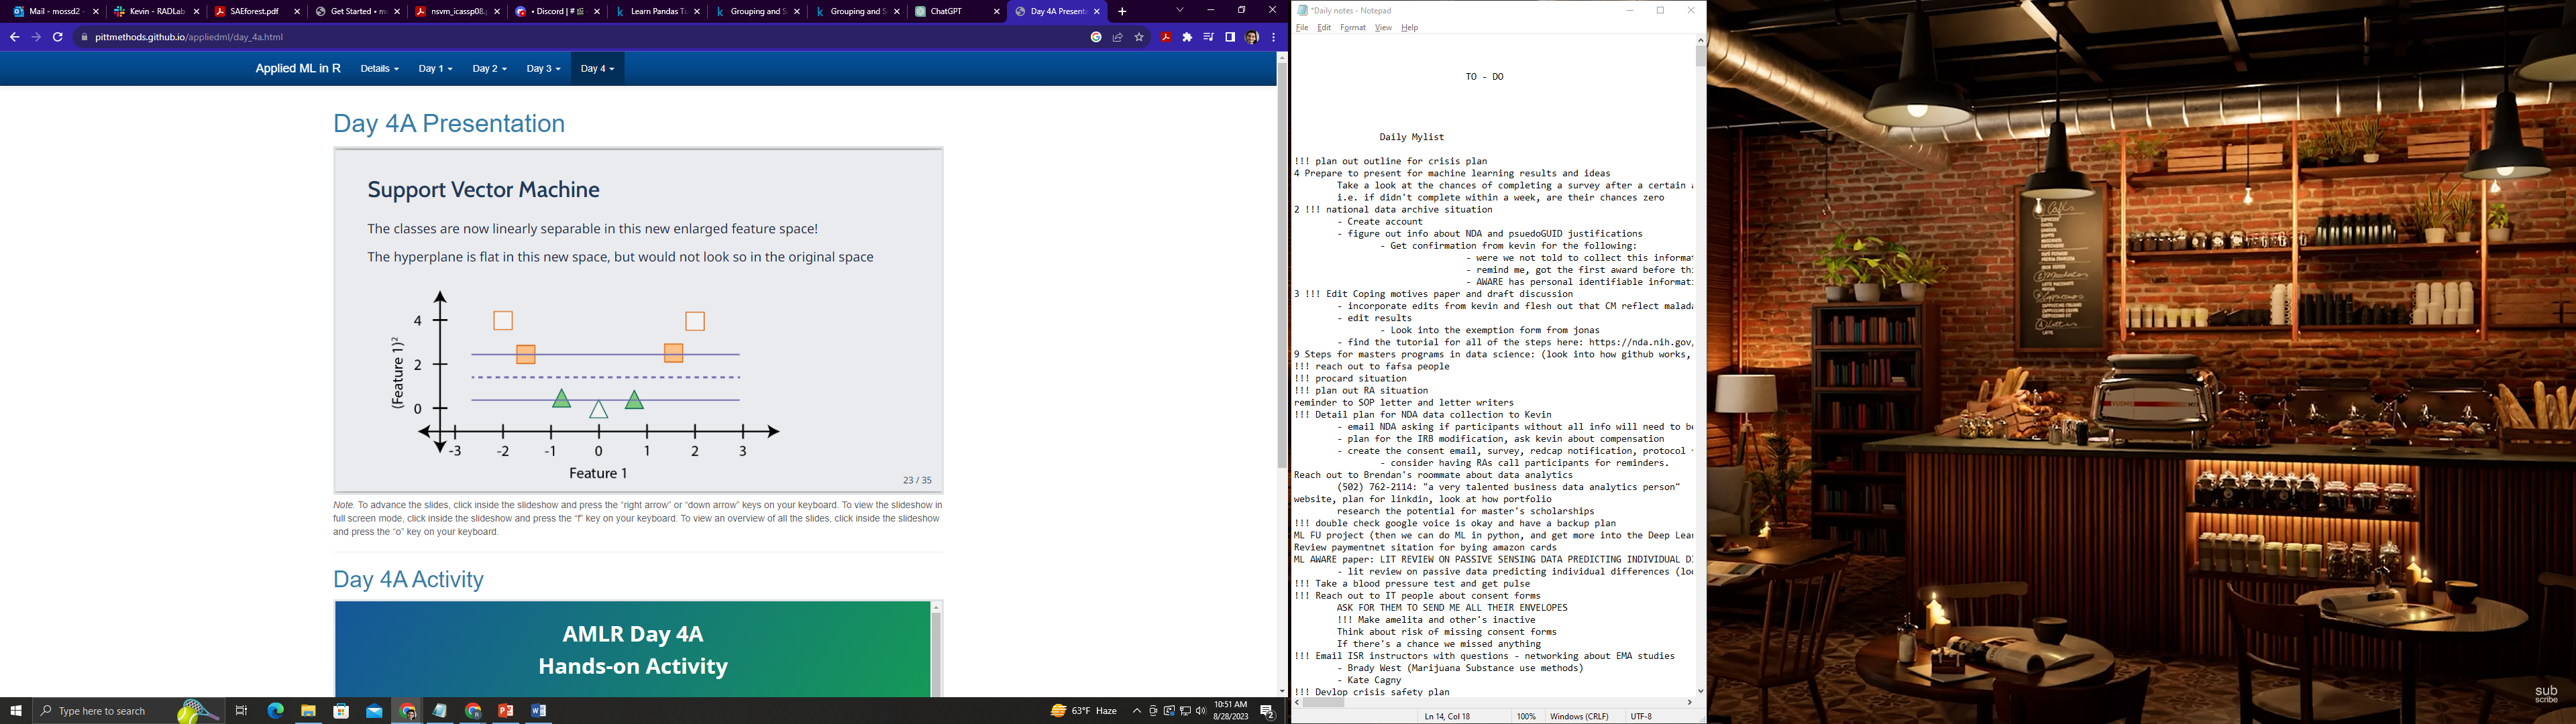 Mail - mossd2 -
Kevin - RADLab
SAEforest.pdf
Get Started • m
nsvm_icassp08.
• Discord | #
Learn Pandas Tu
Grouping and S
Grouping and S
ChatGPT
Day 4A Present
pittmethods.github.io/appliedml/day_4a.html
Applied ML in R
Details
Day 1
Day 2
Day 3
Day 4
Day 4A Presentation
Support Vector Machine
The classes are now linearly separable in this new enlarged feature space!
The hyperplane is flat in this new space, but would not look so in the original space
(Feature 1)²
4
2
0
-3 -2 -1 0 1 2 3
Feature 1
23 / 35
Note. To advance the slides, click inside the slideshow and press the “right arrow” or “down arrow” keys on your keyboard. To view the slideshow in
full screen mode, click inside the slideshow and press the “f” key on your keyboard. To view an overview of all the slides, click inside the slideshow
and press the “o” key on your keyboard.
Day 4A Activity
AMLR Day 4A
Hands-on Activity
Type here to search
63°F Haze
10:51 AM
8/28/2023
2
*Daily notes - Notepad
File Edit Format View Help
TO - DO
Daily Mylist
!!! plan out outline for crisis plan
4 Prepare to present for machine learning results and ideas
Take a look at the chances of completing a survey after a certain
i.e. if didn't complete within a week, are their chances zero
2 !!! national data archive situation
- Create account
- figure out info about NDA and psuedoGUID justifications
- Get confirmation from kevin for the following:
- were we not told to collect this informat
- remind me, got the first award before th
- AWARE has personal identifiable informat
3 !!! Edit Coping motives paper and draft discussion
- incorporate edits from kevin and flesh out that CM reflect malada
- edit results
- Look into the exemption form from jonas
- find the tutorial for all of the steps here: https://nda.nih.gov/
9 Steps for masters programs in data science: (look into how github works,
!!! reach out to fafsa people
!!! procard situation
!!! plan out RA situation
reminder to SOP letter and letter writers
!!! Detail plan for NDA data collection to Kevin
- email NDA asking if participants without all info will need to b
- plan for the IRB modification, ask kevin about compensation
- create the consent email, survey, redcap notification, protocol
- consider having RAs call participants for reminders.
Reach out to Brendan's roommate about data analytics
(502) 762-2114: "a very talented business data analytics person"
website, plan for linkdin, look at how portfolio
research the potential for master's scholarships
!!! double check google voice is okay and have a backup plan
ML FU project (then we can do ML in python, and get more into the Deep Lea
Review paymentnet sitation for bying amazon cards
ML AWARE paper: LIT REVIEW ON PASSIVE SENSING DATA PREDICTING INDIVIDUAL D
- lit review on passive data predicting individual differences (lo
!!! Take a blood pressure test and get pulse
!!! Reach out to IT people about consent forms
ASK FOR THEM TO SEND ME ALL THEIR ENVELOPES
!!! Make amelita and other's inactive
Think about risk of missing consent forms
If there's a chance we missed anything
!!! Email ISR instructors with questions - networking about EMA studies
- Brady West (Marijuana Substance use methods)
- Kate Cagny
!!! Devlop crisis safety plan
Ln 14, Col 18
100%
Windows (CRLF)
UTF-8
sub
scribe